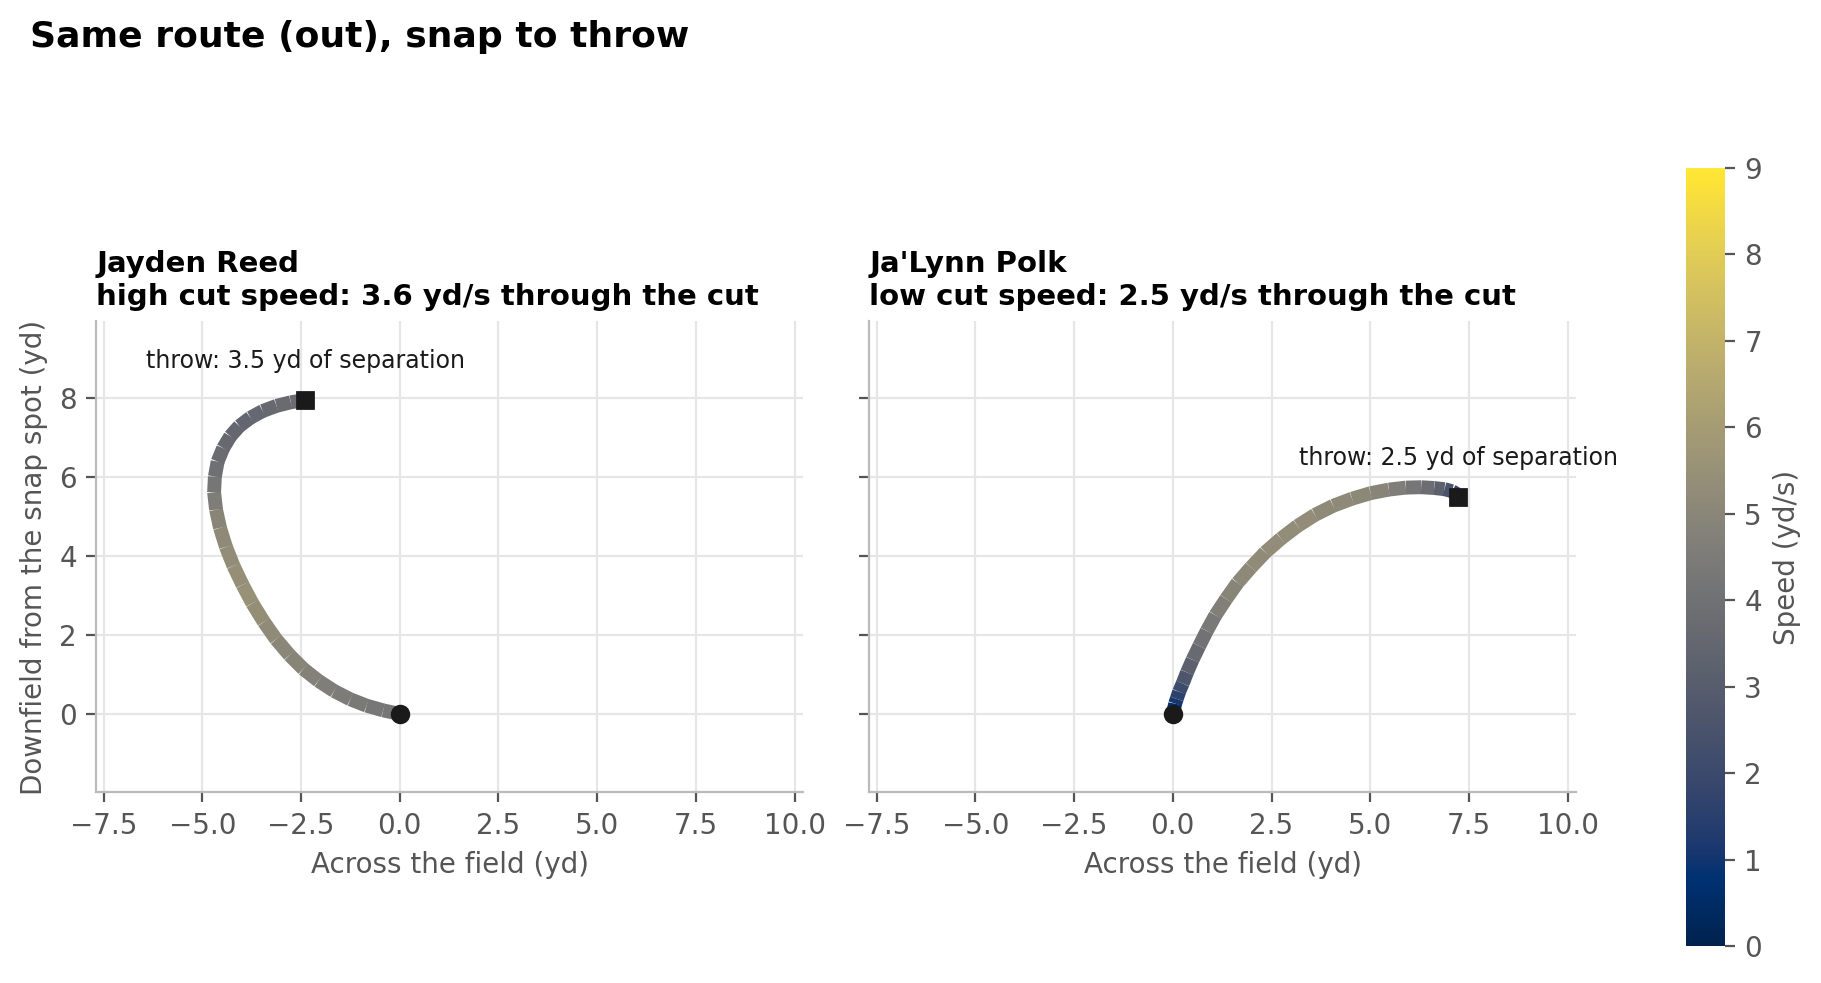 Same route (out), snap to throw
Jayden Reed
high cut speed: 3.6 yd/s through the cut
throw: 3.5 yd of separation
Downfield from the snap spot (yd)
8
6
4
2
0
−7.5 −5.0 −2.5 0.0 2.5 5.0 7.5 10.0
Across the field (yd)
Ja'Lynn Polk
low cut speed: 2.5 yd/s through the cut
throw: 2.5 yd of separation
−7.5 −5.0 −2.5 0.0 2.5 5.0 7.5 10.0
Across the field (yd)
9
8
7
6
5
4
3
2
1
0
Speed (yd/s)